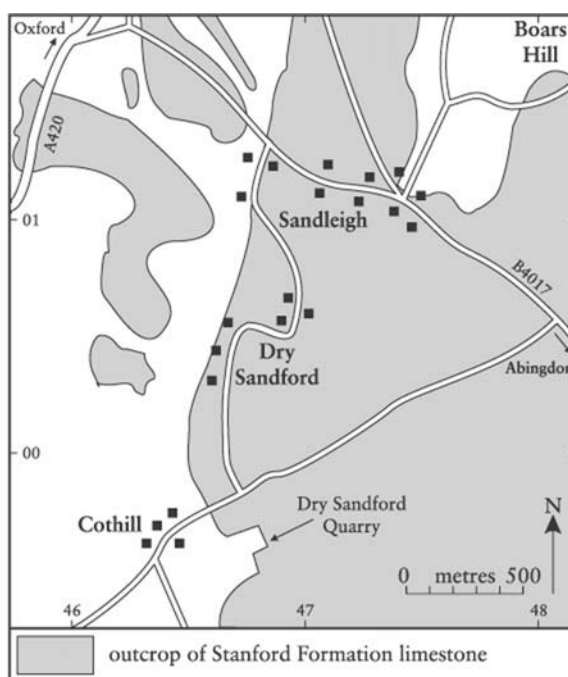 Oxford
Boars
Hill
A420
01
Sandleigh
B4017
Dry
Sandford
Abingdon
00
Cothill
Dry Sandford
Quarry
N
0 metres 500
46
47
48
outcrop of Stanford Formation limestone